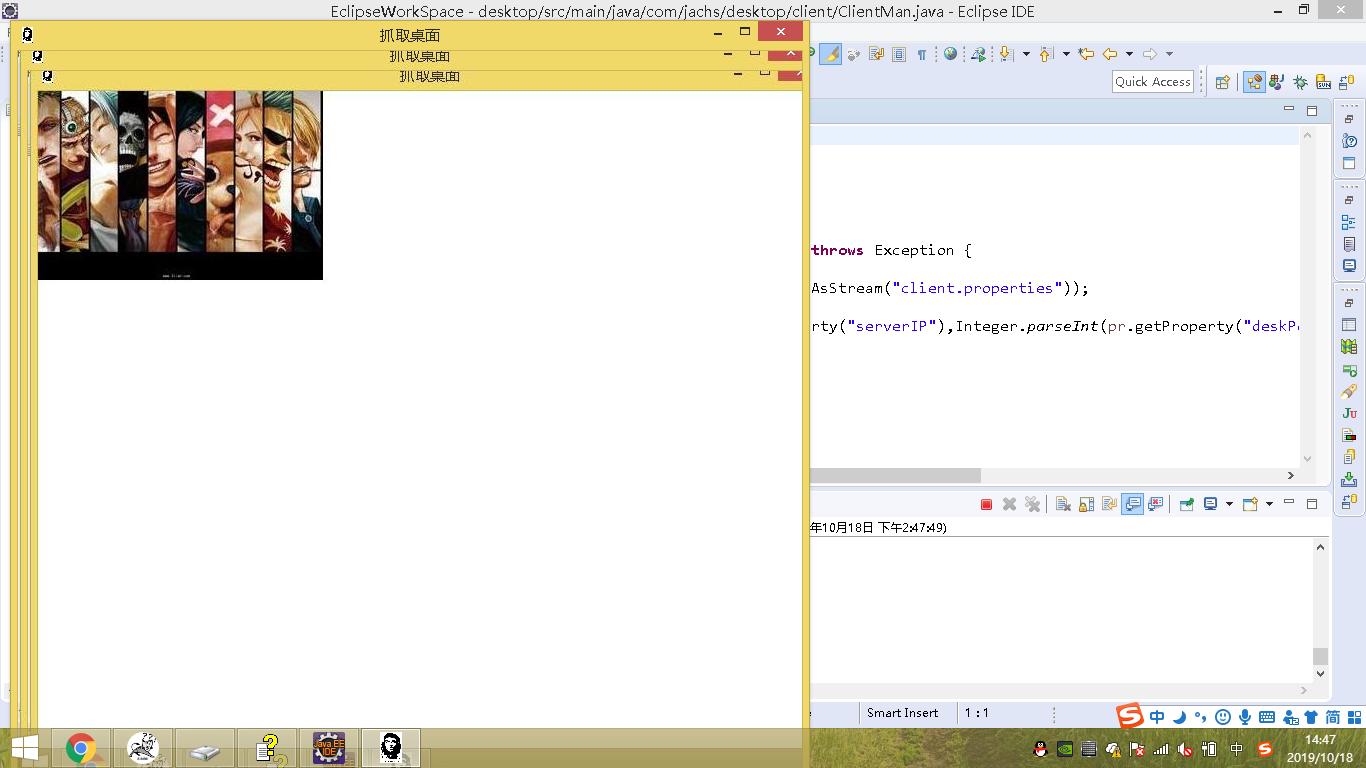 EclipseWorkSpace - desktop/src/main/java/com/jachs/desktop/client/ClientMan.java - Eclipse IDE
抓取桌面
抓取桌面
抓取桌面
Quick Access
throws Exception {
AsStream("client.properties"));
rty("serverIP"),Integer.parseInt(pr.getProperty("deskP
年10月18日 下午2:47:49)
Smart Insert
1 : 1
中
简
Java EE
IDE
中
14:47
2019/10/18